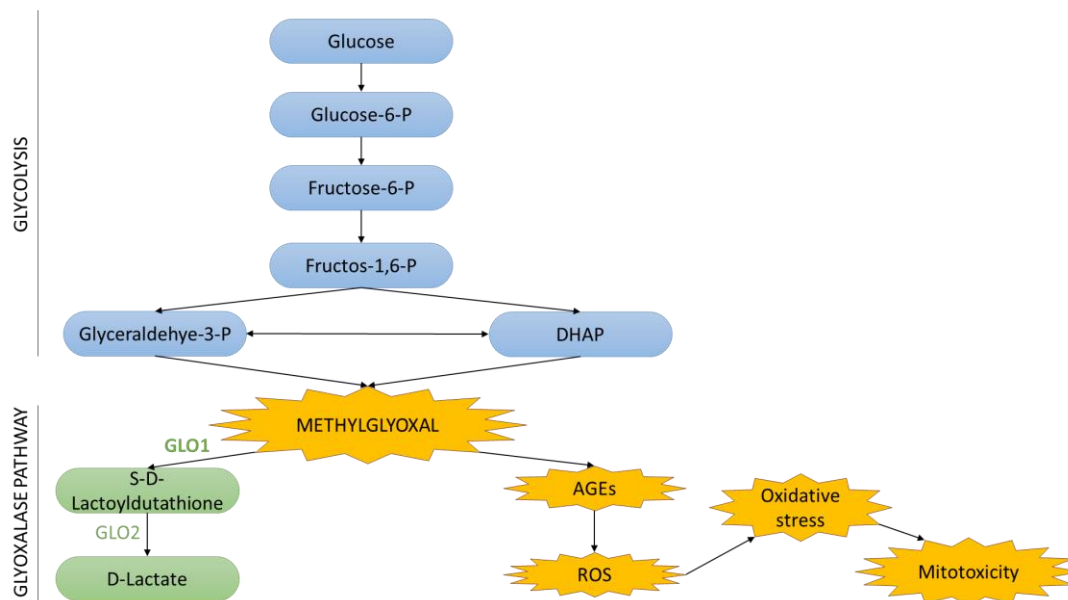 GLYCOLYSIS
Glucose
Glucose-6-P
Fructose-6-P
Fructos-1,6-P
Glyceraldehye-3-P
DHAP
GLYOXALASE PATHWAY
METHYLGLYOXAL
GLO1
S-D-
Lactoyldutathione
GLO2
D-Lactate
AGEs
ROS
Oxidative
stress
Mitotoxicity